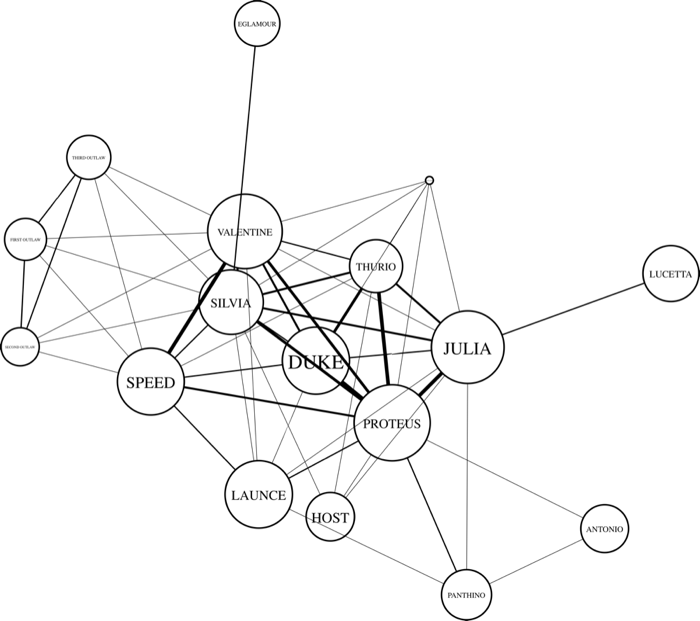 EGLAMOUR
THIRD OUTLAW
VALENTINE
FIRST OUTLAW
THURIO
LUCETTA
SILVIA
SECOND OUTLAW
JULIA
DUKE
SPEED
PROTEUS
LAUNCE
HOST
ANTONIO
PANTHINO